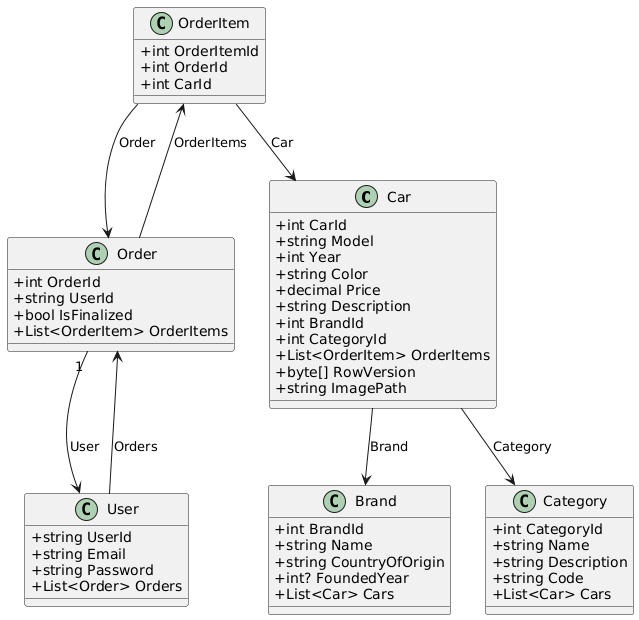 C OrderItem
+int OrderItemId
+int OrderId
+int CarId
Order
OrderItems
Car
C Order
+int OrderId
+string UserId
+bool IsFinalized
+List<OrderItem> OrderItems
C Car
+int CarId
+string Model
+int Year
+string Color
+decimal Price
+string Description
+int BrandId
+int CategoryId
+List<OrderItem> OrderItems
+byte[] RowVersion
+string ImagePath
1
User
Orders
Brand
Category
C User
+string UserId
+string Email
+string Password
+List<Order> Orders
C Brand
+int BrandId
+string Name
+string CountryOfOrigin
+int? FoundedYear
+List<Car> Cars
C Category
+int CategoryId
+string Name
+string Description
+string Code
+List<Car> Cars